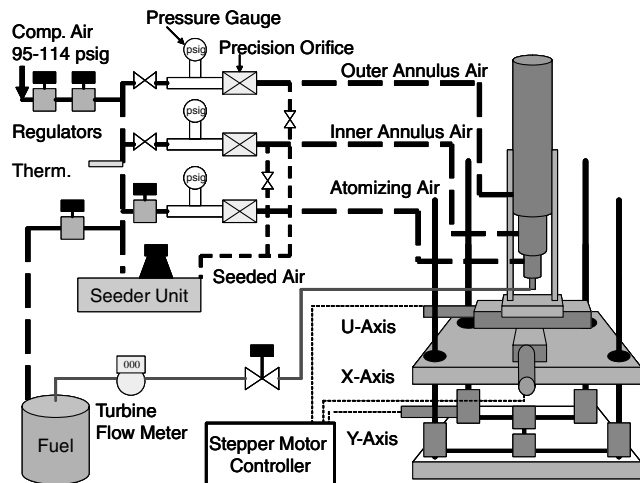 Pressure Gauge
Comp. Air
95-114 psig
Precision Orifice
psig
Outer Annulus Air
Regulators
psig
Inner Annulus Air
Therm.
psig
Atomizing Air
Seeded Air
Seeder Unit
U-Axis
000
X-Axis
Turbine
Flow Meter
Fuel
Stepper Motor
Controller
Y-Axis